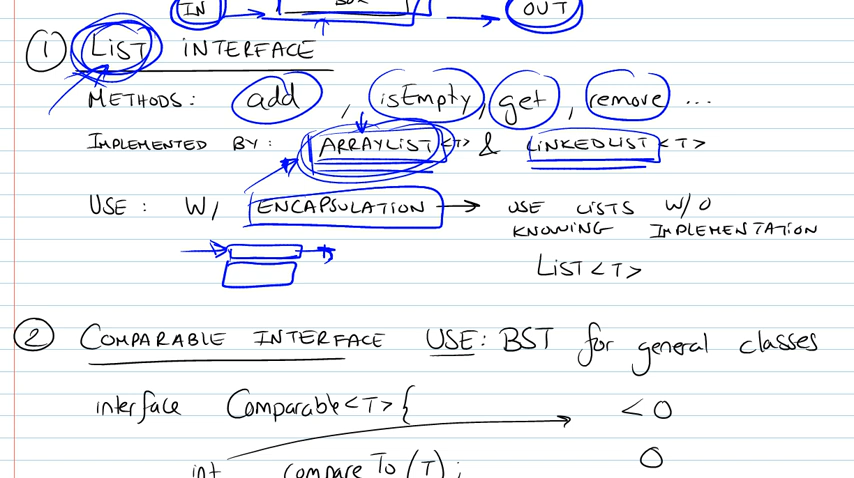 IN BOX OUT
① LIST INTERFACE
METHODS: add, isEmpty, get, remove ...
IMPLEMENTED BY: ARRAYLIST<T> & LINKEDLIST<T>
USE: W/ ENCAPSULATION → USE LISTS W/O
KNOWING IMPLEMENTATION
LIST<T>
② COMPARABLE INTERFACE USE: BST for general classes
interface Comparable<T>{ <0
int compareTo(T); 0